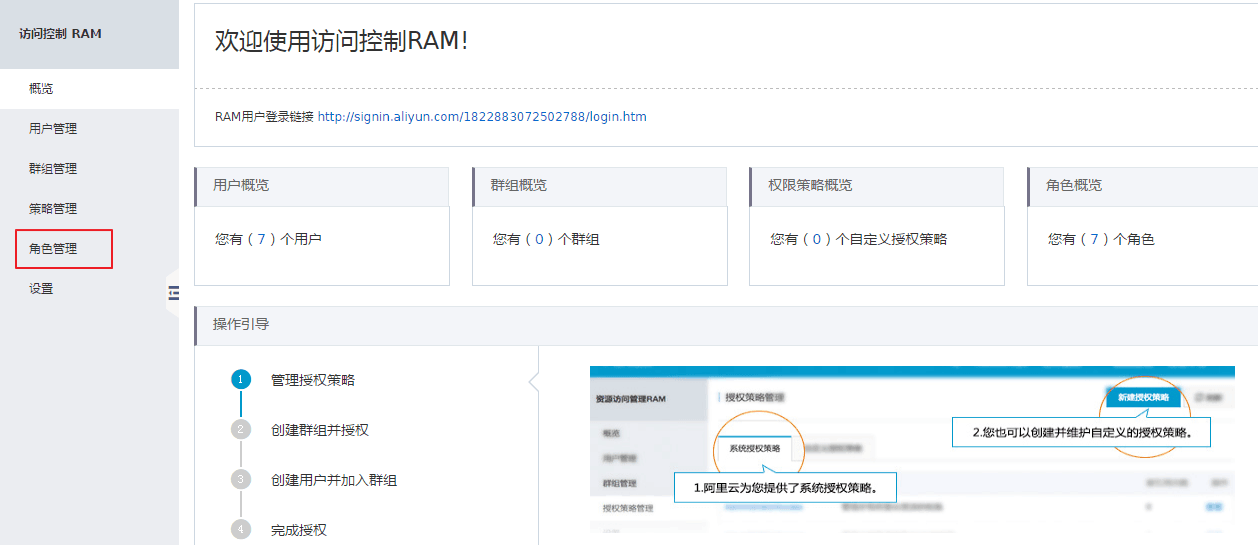 访问控制 RAM
概览
用户管理
群组管理
策略管理
角色管理
设置
欢迎使用访问控制RAM!
RAM用户登录链接 http://signin.aliyun.com/1822883072502788/login.htm
用户概览
您有 ( 7 ) 个用户
群组概览
您有 ( 0 ) 个群组
权限策略概览
您有 ( 0 ) 个自定义授权策略
角色概览
您有 ( 7 ) 个角色
操作引导
1 管理授权策略
2 创建群组并授权
3 创建用户并加入群组
4 完成授权
资源访问管理RAM
概览
用户管理
群组管理
授权策略管理
授权策略管理
新建授权策略
系统授权策略
2.您也可以创建并维护自定义的授权策略。
1.阿里云为您提供了系统授权策略。